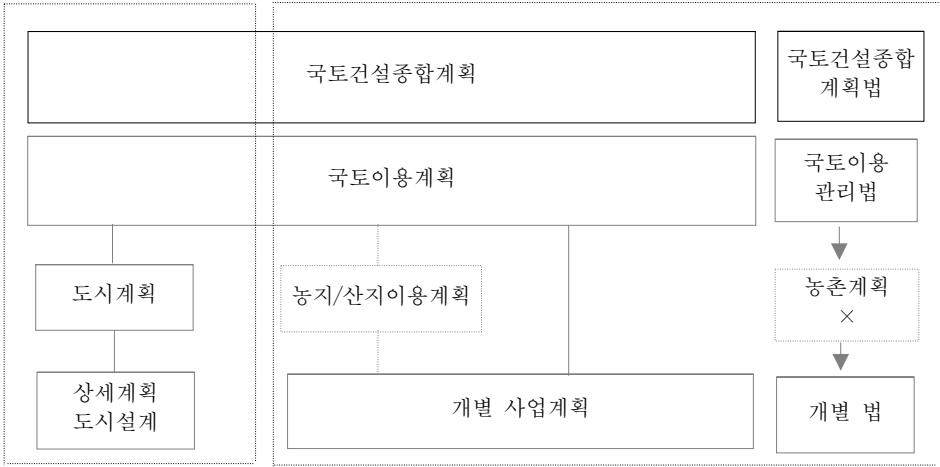 국토건설종합계획
국토건설종합
계획법
국토이용계획
국토이용
관리법
도시계획
농지/산지이용계획
농촌계획
×
상세계획
도시설계
개별 사업계획
개별 법